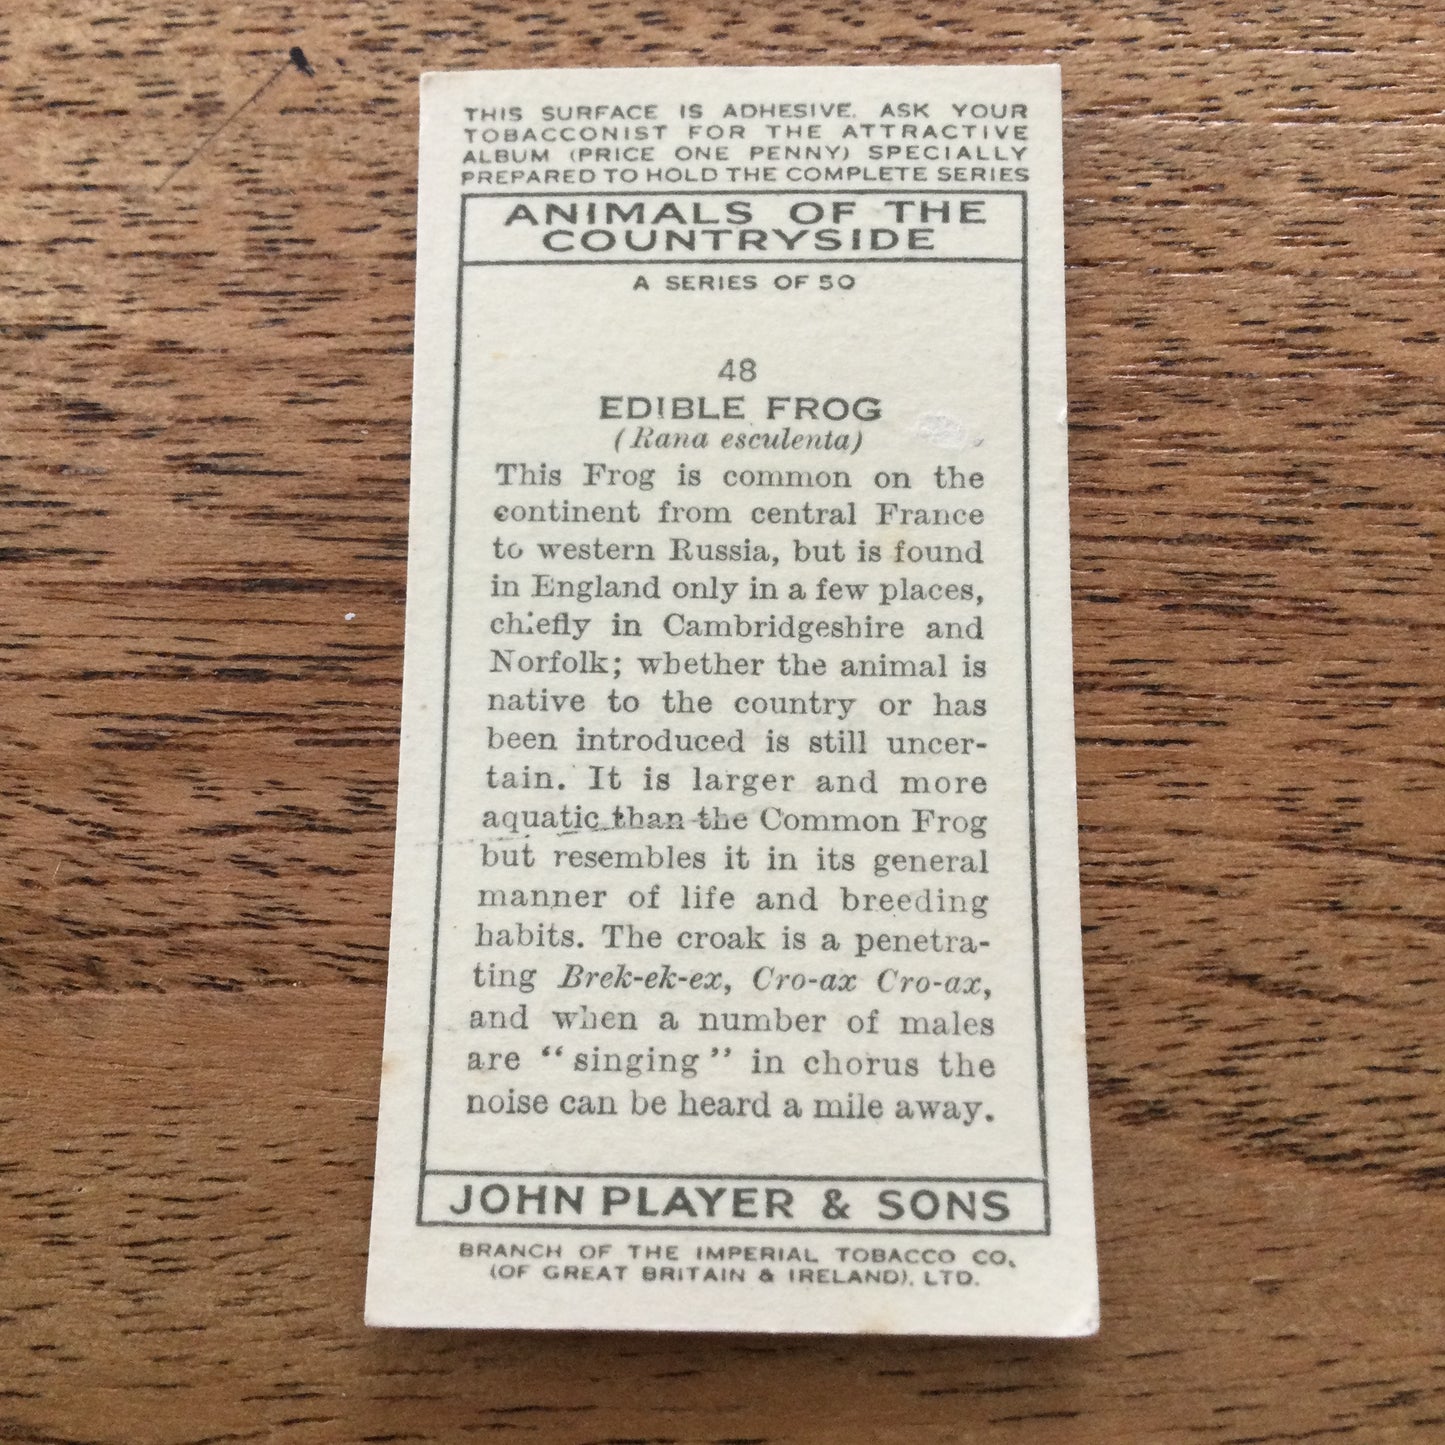 THIS SURFACE IS ADHESIVE. ASK YOUR
TOBACCONIST FOR THE ATTRACTIVE
ALBUM (PRICE ONE PENNY) SPECIALLY
PREPARED TO HOLD THE COMPLETE SERIES
ANIMALS OF THE
COUNTRYSIDE
A SERIES OF 50
48
EDIBLE FROG
(Rana esculenta)
This Frog is common on the
continent from central France
to western Russia, but is found
in England only in a few places,
chiefly in Cambridgeshire and
Norfolk; whether the animal is
native to the country or has
been introduced is still uncer-
tain. It is larger and more
aquatic than the Common Frog
but resembles it in its general
manner of life and breeding
habits. The croak is a penetra-
ting Brek-ek-ex, Cro-ax Cro-ax,
and when a number of males
are "singing" in chorus the
noise can be heard a mile away.
JOHN PLAYER & SONS
BRANCH OF THE IMPERIAL TOBACCO CO.
(OF GREAT BRITAIN & IRELAND), LTD.